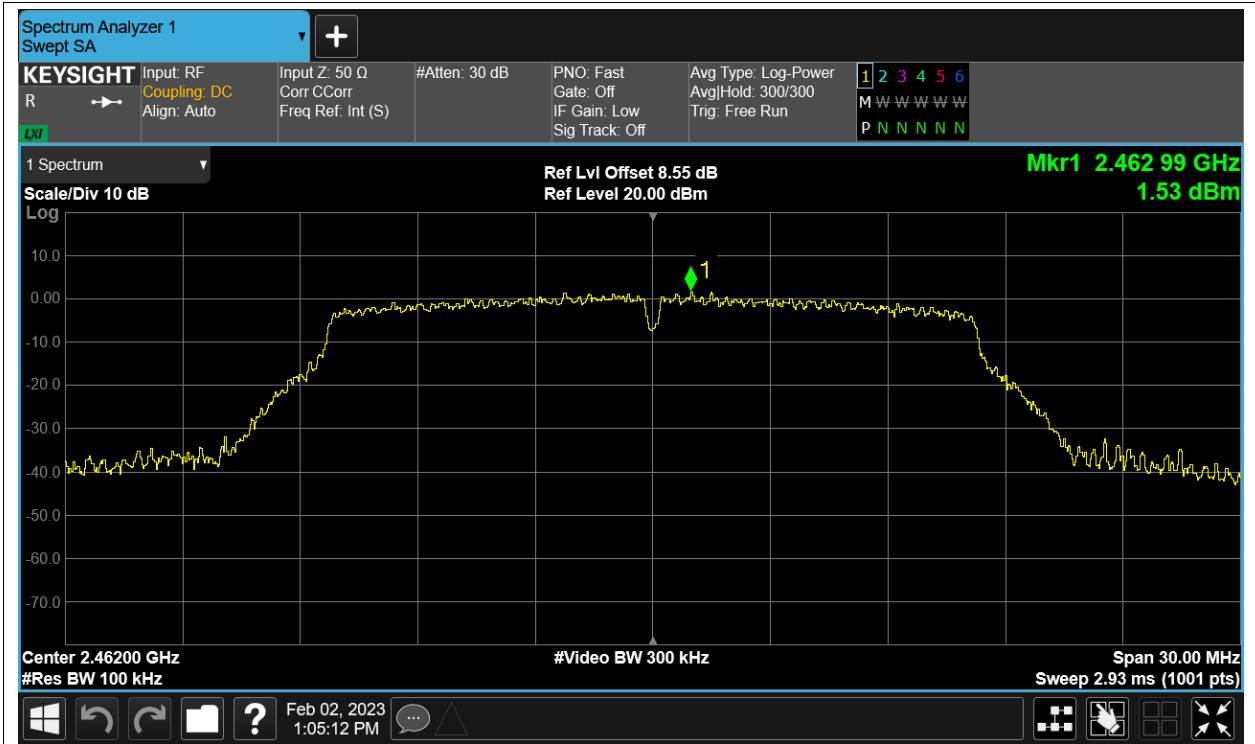 Spectrum Analyzer 1
Swept SA
KEYSIGHT
R
LXI
Input: RF
Coupling: DC
Align: Auto
Input Z: 50 Ω
Corr CCorr
Freq Ref: Int (S)
#Atten: 30 dB
PNO: Fast
Gate: Off
IF Gain: Low
Sig Track: Off
Avg Type: Log-Power
Avg|Hold: 300/300
Trig: Free Run
1 2 3 4 5 6
M W W W W W
P N N N N N
1 Spectrum
Scale/Div 10 dB
Ref Lvl Offset 8.55 dB
Ref Level 20.00 dBm
Mkr1 2.462 99 GHz
1.53 dBm
Log
1
10.0
0.00
-10.0
-20.0
-30.0
-40.0
-50.0
-60.0
-70.0
Center 2.46200 GHz
#Res BW 100 kHz
#Video BW 300 kHz
Span 30.00 MHz
Sweep 2.93 ms (1001 pts)
?
Feb 02, 2023
1:05:12 PM